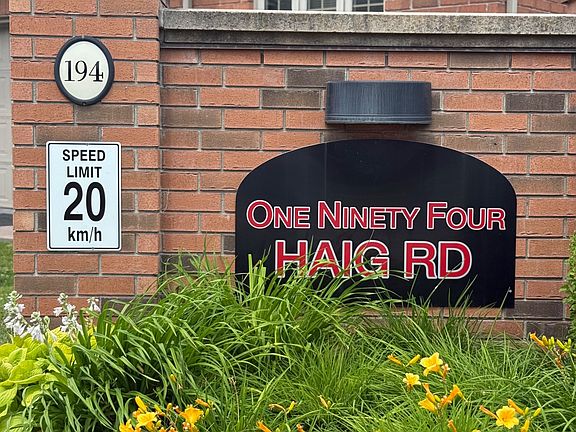 194
SPEED
LIMIT
20
km/h
ONE NINETY FOUR
HAIG RD